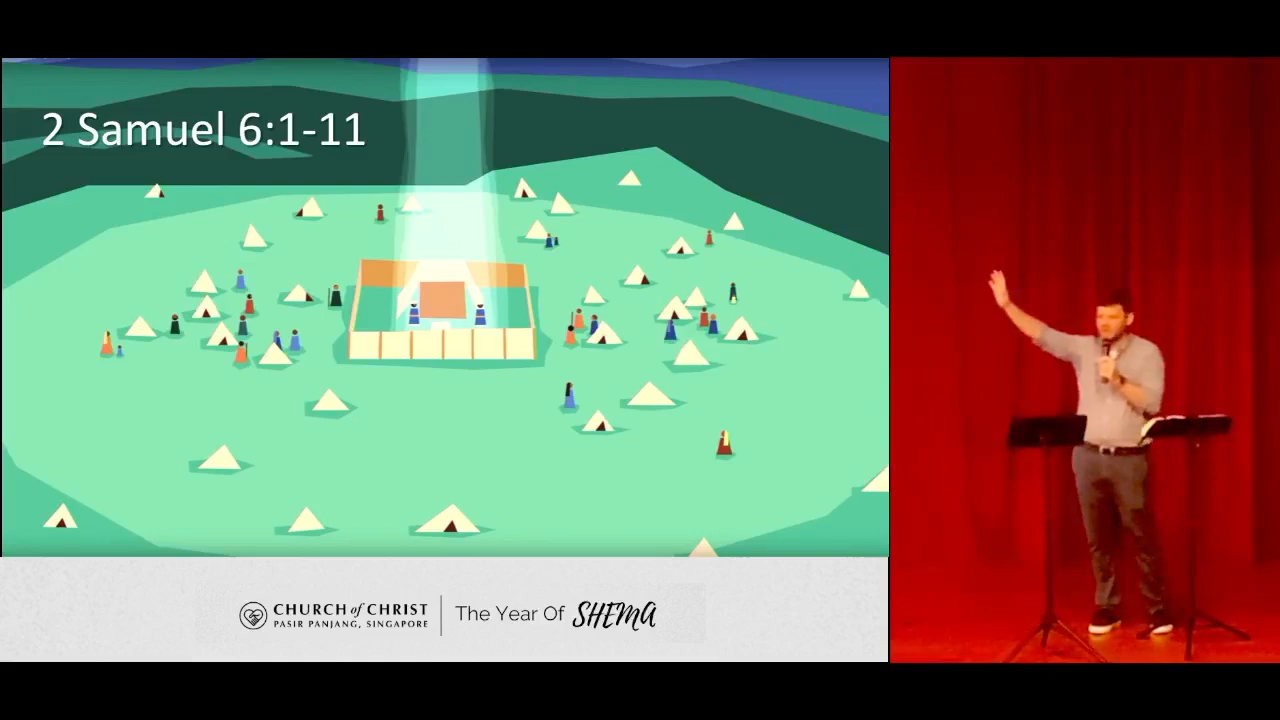 2 Samuel 6:1-11
CHURCH of CHRIST
PASIR PANJANG, SINGAPORE
The Year Of SHEMA